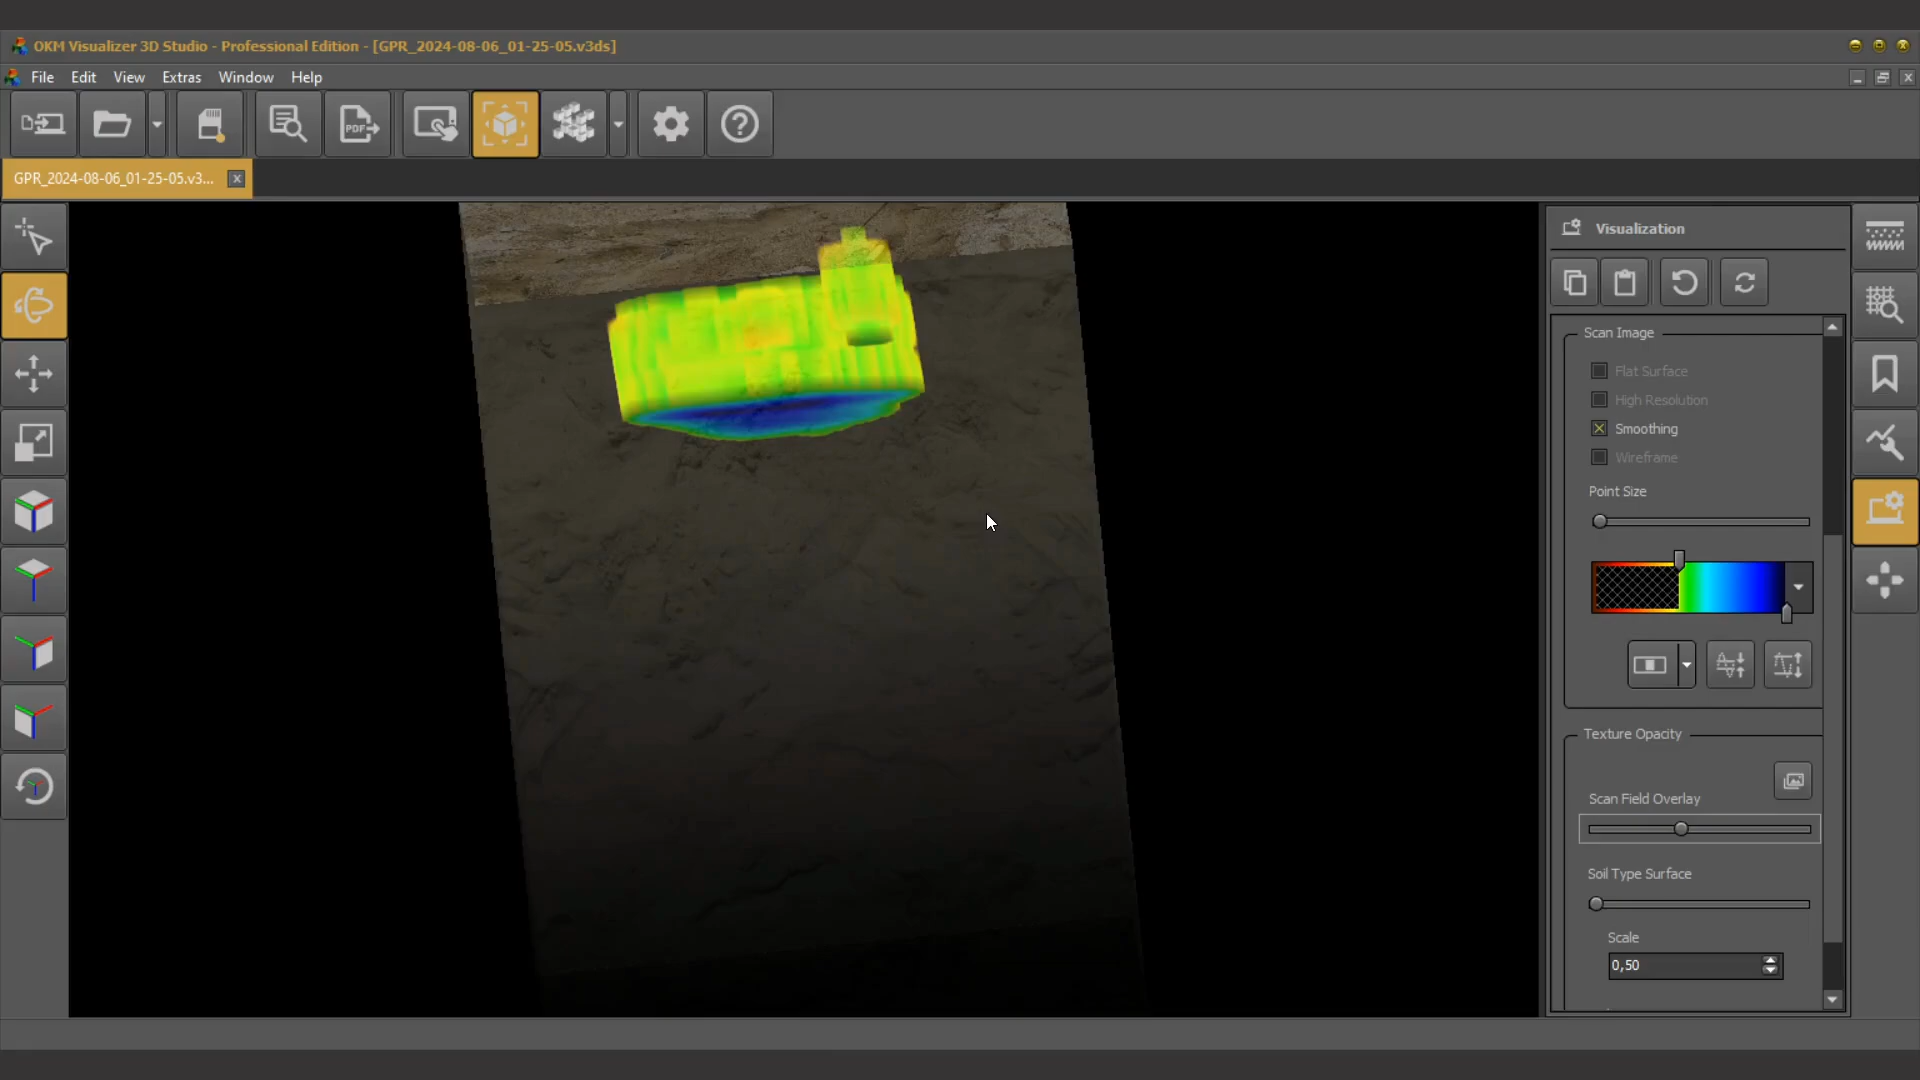 OKM Visualizer 3D Studio - Professional Edition - [GPR_2024-08-06_01-25-05.v3ds]
File Edit View Extras Window Help
PDF
GPR_2024-08-06_01-25-05.v3...
Visualization
Scan Image
Flat Surface
High Resolution
Smoothing
Wireframe
Point Size
Texture Opacity
Scan Field Overlay
Soil Type Surface
Scale
0,50